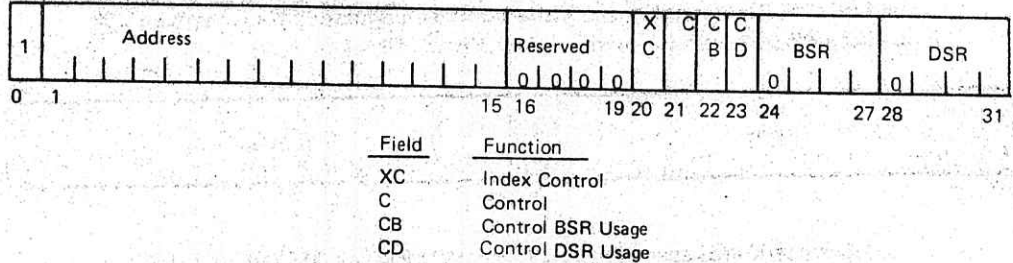 X C C C
1 Address Reserved C B D BSR DSR
0 0 0 0 0 0
0 1 15 16 19 20 21 22 23 24 27 28 31
Field Function
XC Index Control
C Control
CB Control BSR Usage
CD Control DSR Usage